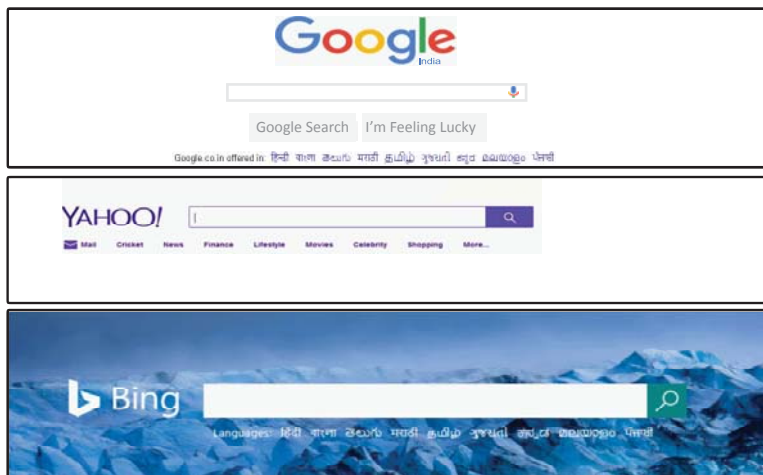 Google
India
Google Search I'm Feeling Lucky
Google.co.in offered in: हिन्दी বাংলা తెలుగు मराठी தமிழ் ગુજરાતી ಕನ್ನಡ മലയാളം ਪੰਜਾਬੀ
YAHOO!
Mail Cricket News Finance Lifestyle Movies Celebrity Shopping More...
Bing
Languages: हिंदी বাংলা తెలుగు मराठी தமிழ் ગુજરાતી ಕನ್ನಡ മലയാളം ਪੰਜਾਬੀ